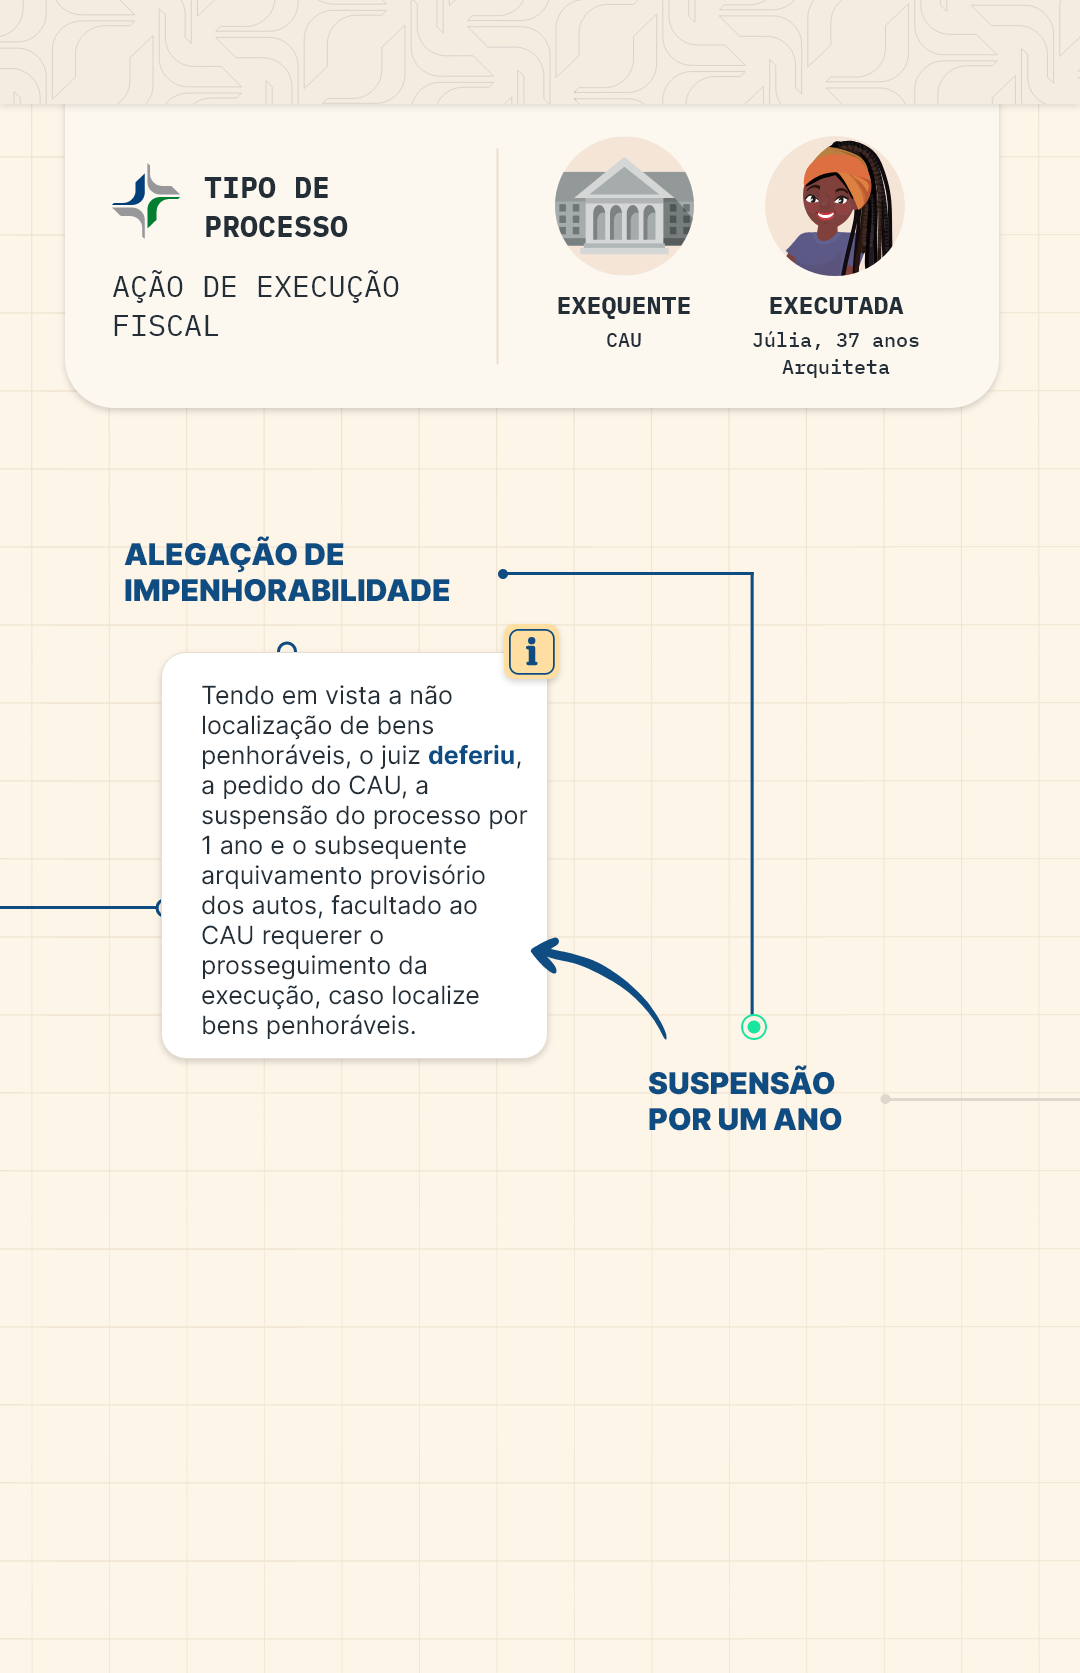 TIPO DE
PROCESSO
AÇÃO DE EXECUÇÃO
FISCAL
EXEQUENTE
CAU
EXECUTADA
Júlia, 37 anos
Arquiteta
ALEGAÇÃO DE
IMPENHORABILIDADE
i
Tendo em vista a não
localização de bens
penhoráveis, o juiz deferiu,
a pedido do CAU, a
suspensão do processo por
1 ano e o subsequente
arquivamento provisório
dos autos, facultado ao
CAU requerer o
prosseguimento da
execução, caso localize
bens penhoráveis.
SUSPENSÃO
POR UM ANO